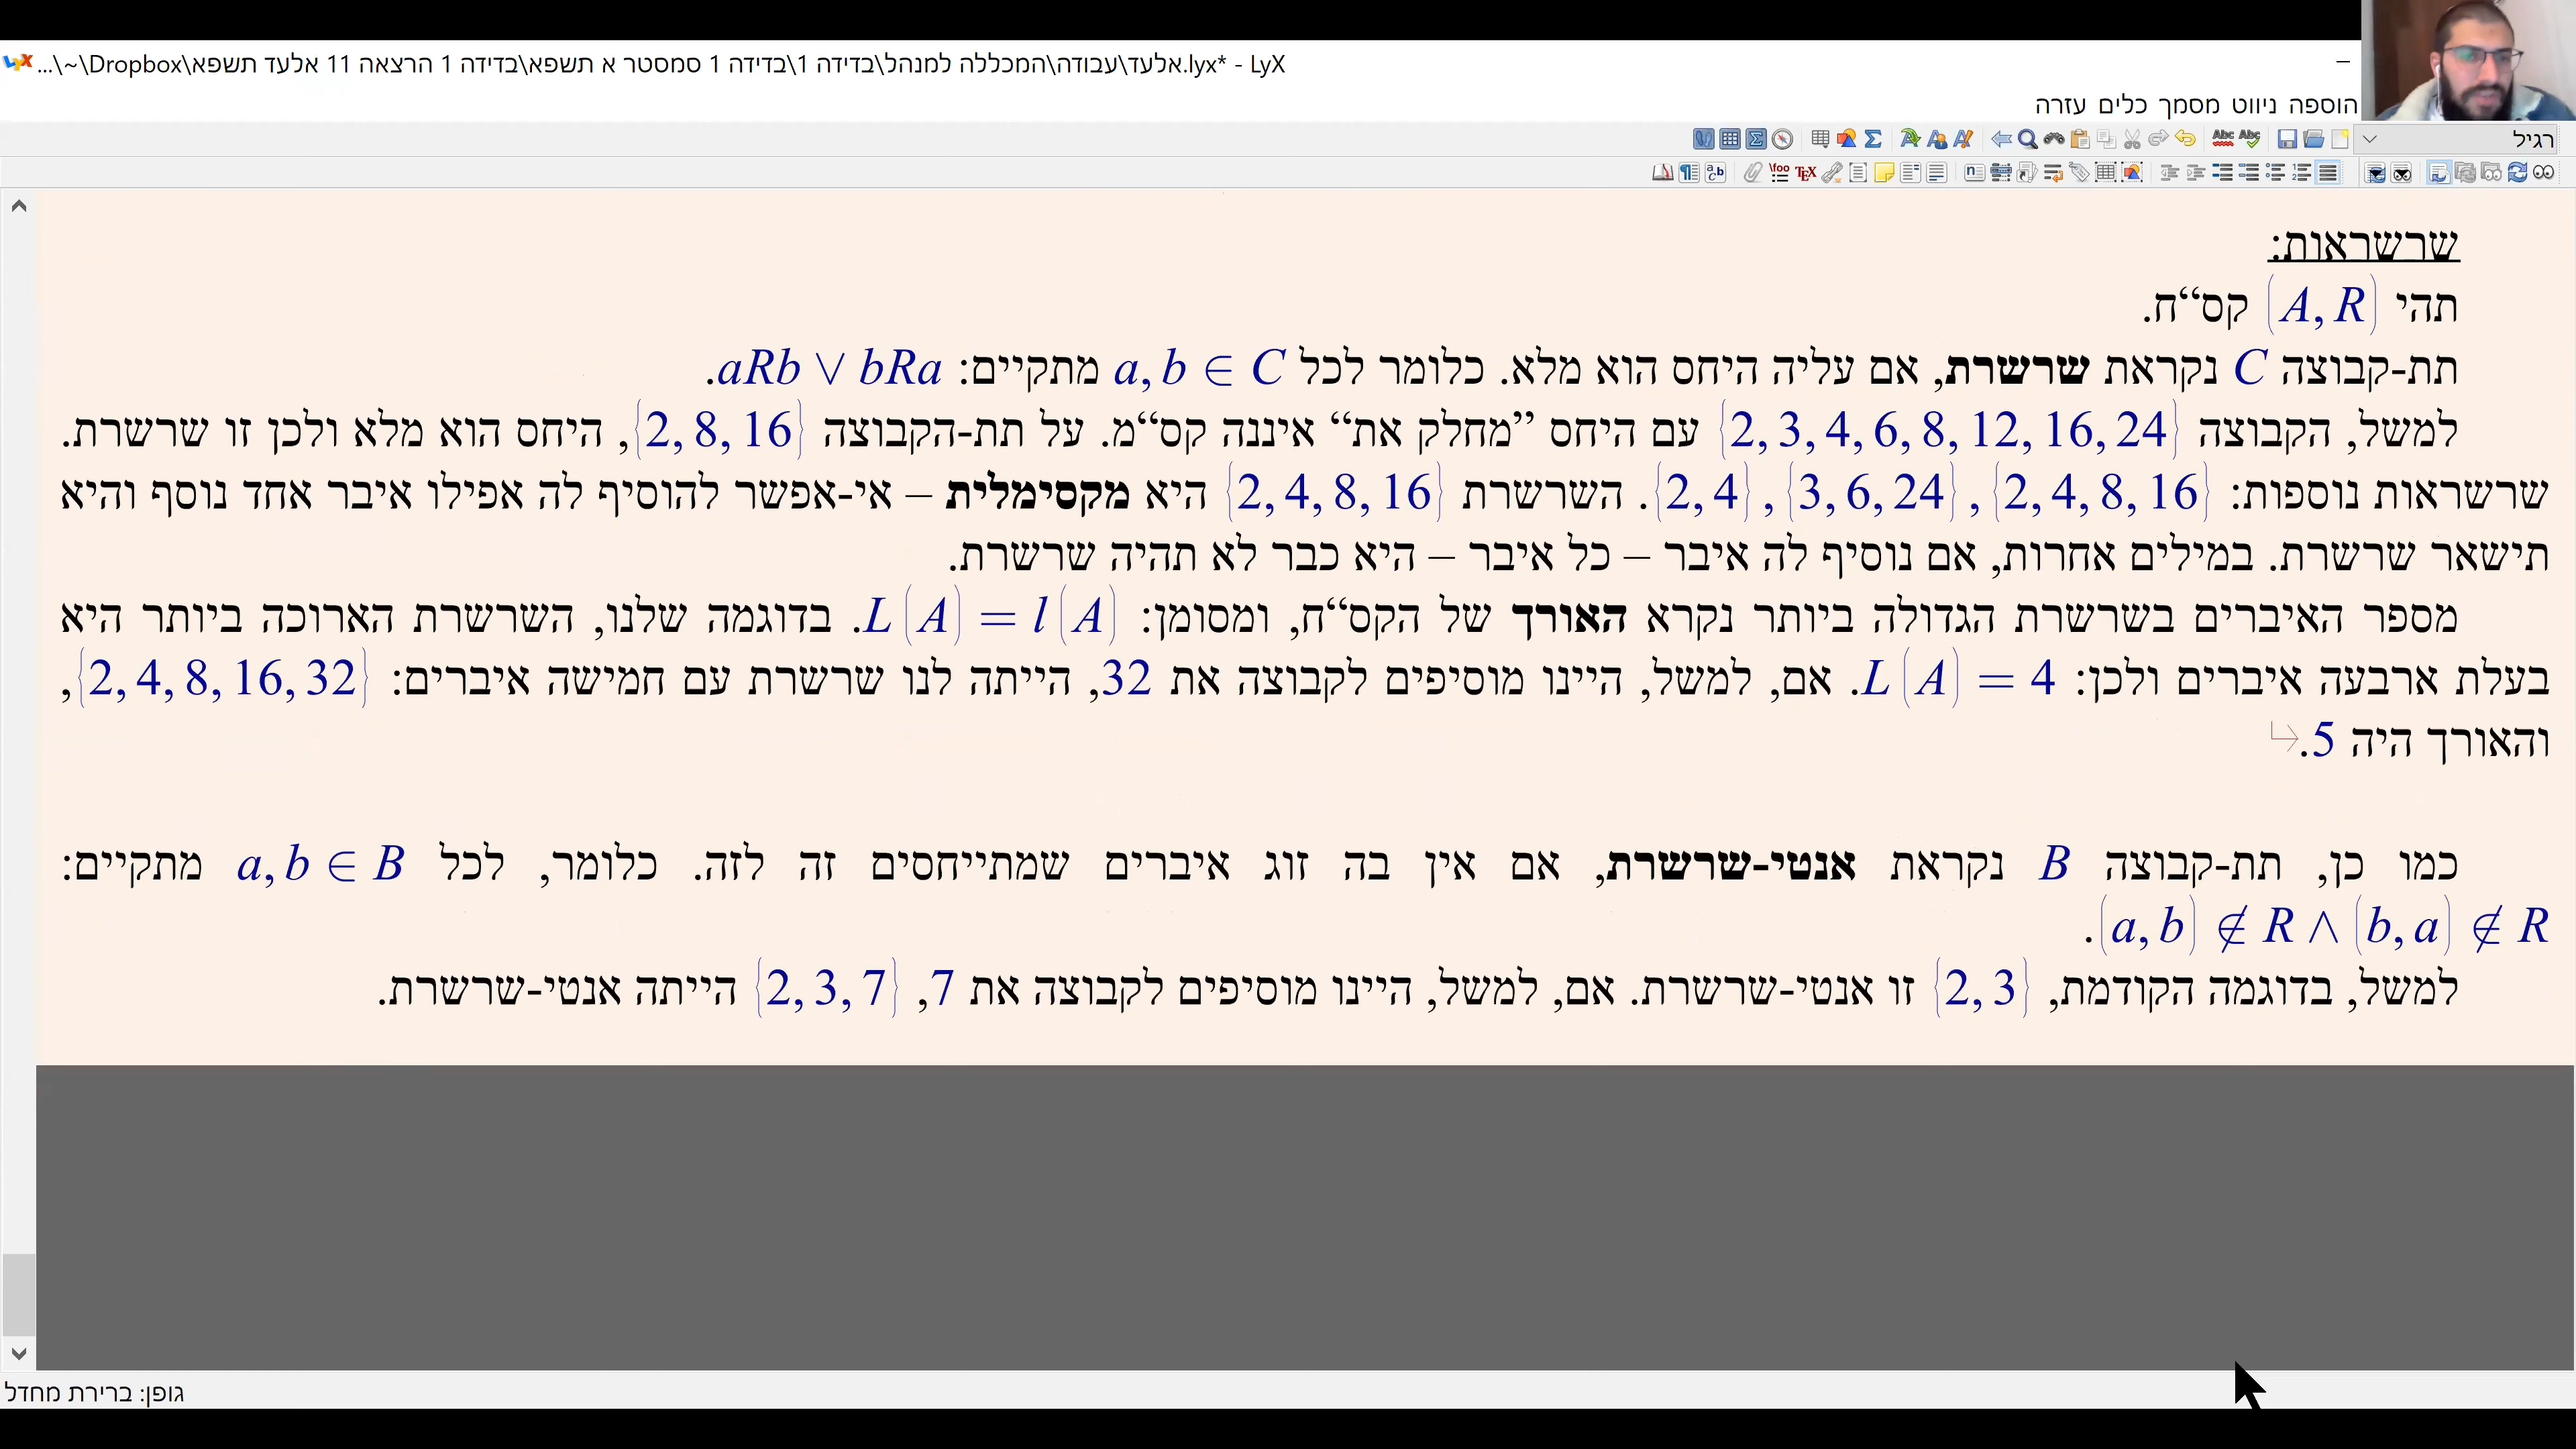 ...\~\Dropbox\אלעד\עבודה\המכללה למנהל\בדידה 1\בדידה 1 סמסטר א תשפא\בדידה 1 הרצאה 11 אלעד תשפא.lyx* - LyX
הוספה ניווט מסמך כלים עזרה
רגיל
שרשראות:
תהי (A, R) קס“ח.
תת-קבוצה C נקראת שרשרת, אם עליה היחס הוא מלא. כלומר לכל a, b ∈ C מתקיים: aRb ∨ bRa.
למשל, הקבוצה {2, 3, 4, 6, 8, 12, 16, 24} עם היחס ”מחלק את“ איננה קס“מ. על תת-הקבוצה {2, 8, 16}, היחס הוא מלא ולכן זו שרשרת.
שרשראות נוספות: {2, 4, 8, 16}, {3, 6, 24}, {2, 4}. השרשרת {2, 4, 8, 16} היא מקסימלית – אי-אפשר להוסיף לה אפילו איבר אחד נוסף והיא
תישאר שרשרת. במילים אחרות, אם נוסיף לה איבר – כל איבר – היא כבר לא תהיה שרשרת.
מספר האיברים בשרשרת הגדולה ביותר נקרא האורך של הקס“ח, ומסומן: L(A) = l(A). בדוגמה שלנו, השרשרת הארוכה ביותר היא
בעלת ארבעה איברים ולכן: L(A) = 4. אם, למשל, היינו מוסיפים לקבוצה את 32, הייתה לנו שרשרת עם חמישה איברים: {2, 4, 8, 16, 32},
והאורך היה 5.
כמו כן, תת-קבוצה B נקראת אנטי-שרשרת, אם אין בה זוג איברים שמתייחסים זה לזה. כלומר, לכל a, b ∈ B מתקיים:
(a, b) ∉ R ∧ (b, a) ∉ R.
למשל, בדוגמה הקודמת, {2, 3} זו אנטי-שרשרת. אם, למשל, היינו מוסיפים לקבוצה את 7, {2, 3, 7} הייתה אנטי-שרשרת.
גופן: ברירת מחדל